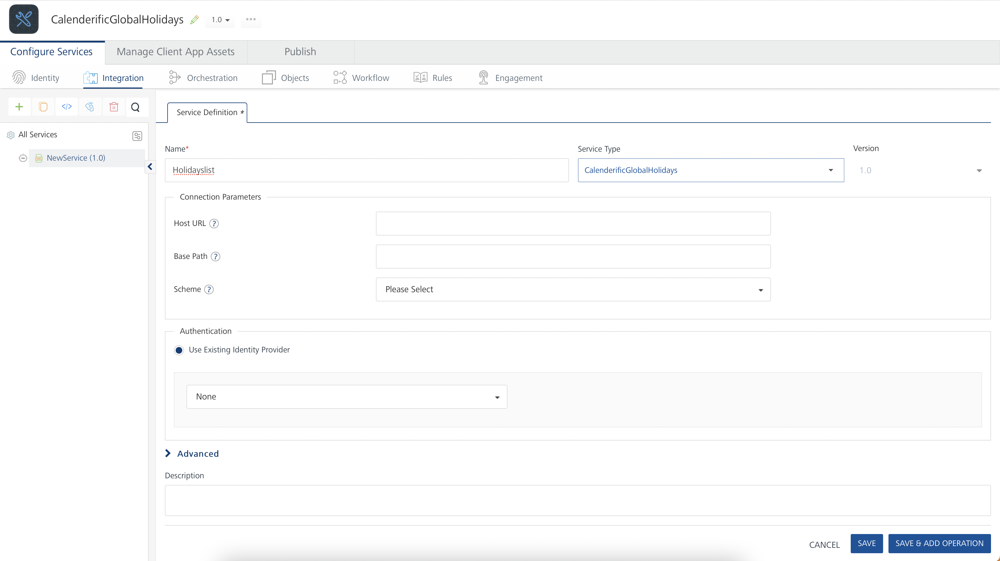 CalenderificGlobalHolidays 1.0
Configure Services Manage Client App Assets Publish
Identity Integration Orchestration Objects Workflow Rules Engagement
</>
Service Definition *
All Services
NewService (1.0)
Name* Service Type Version
Holidayslist CalenderificGlobalHolidays 1.0
Connection Parameters
Host URL ?
Base Path ?
Scheme ? Please Select
Authentication
Use Existing Identity Provider
None
Advanced
Description
CANCEL SAVE SAVE & ADD OPERATION